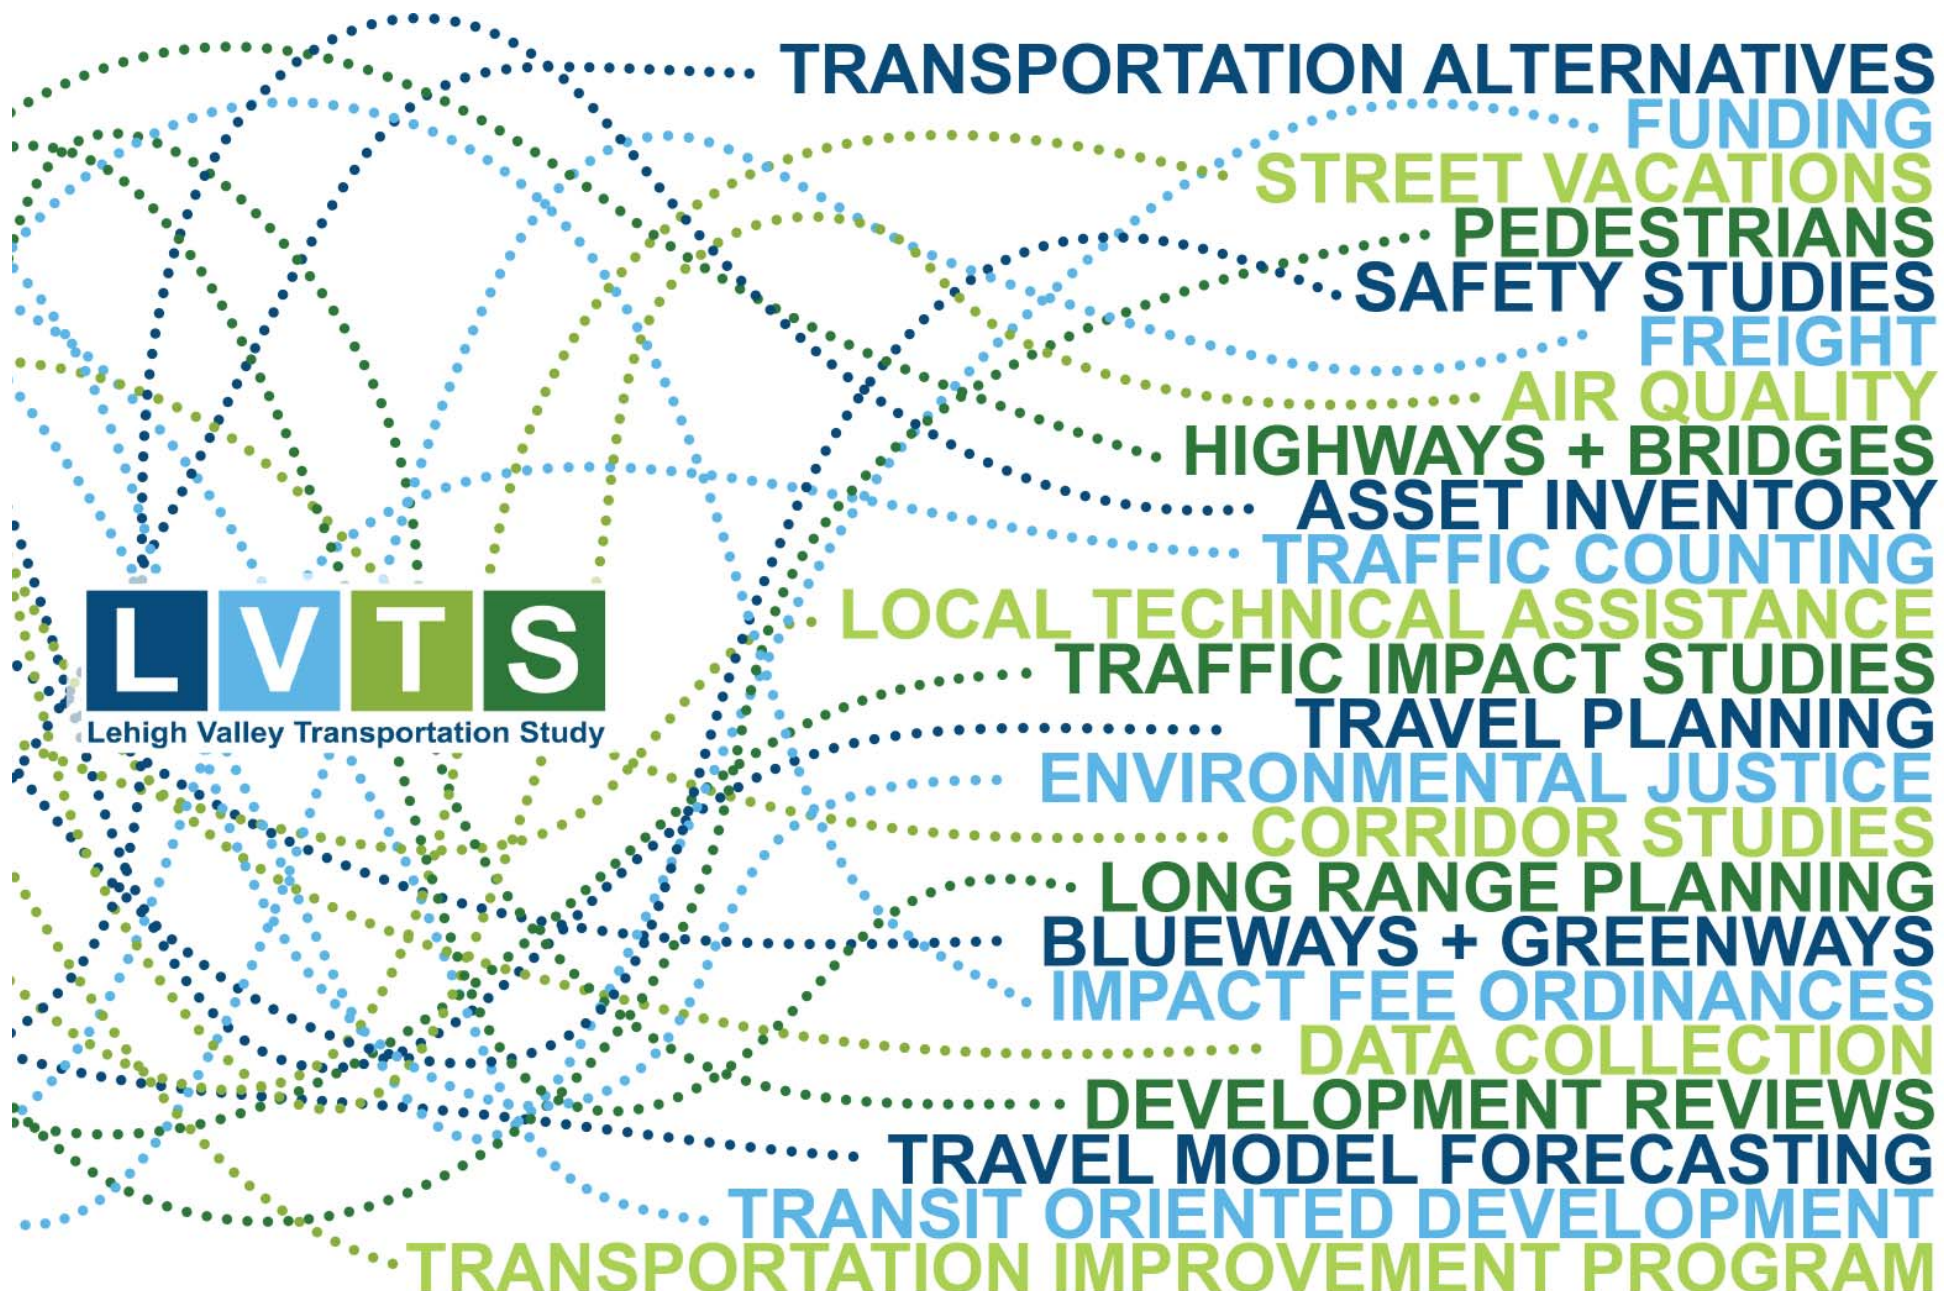 TRANSPORTATION ALTERNATIVES
FUNDING
STREET VACATIONS
PEDESTRIANS
SAFETY STUDIES
FREIGHT
AIR QUALITY
HIGHWAYS + BRIDGES
ASSET INVENTORY
TRAFFIC COUNTING
LOCAL TECHNICAL ASSISTANCE
TRAFFIC IMPACT STUDIES
TRAVEL PLANNING
ENVIRONMENTAL JUSTICE
CORRIDOR STUDIES
LONG RANGE PLANNING
BLUEWAYS + GREENWAYS
IMPACT FEE ORDINANCES
DATA COLLECTION
DEVELOPMENT REVIEWS
TRAVEL MODEL FORECASTING
TRANSIT ORIENTED DEVELOPMENT
TRANSPORTATION IMPROVEMENT PROGRAM
LVTS
Lehigh Valley Transportation Study